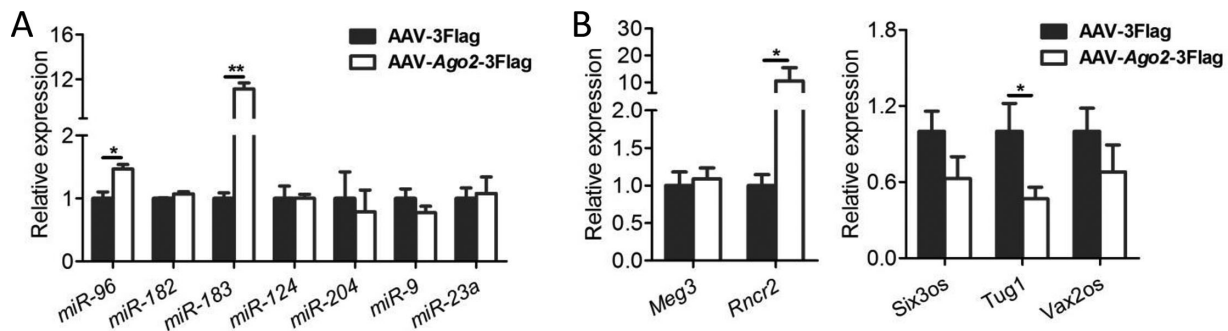 A
Relative expression
16
12
8
2
1
0
AAV-3Flag
AAV-Ago2-3Flag
*
**
miR-96
miR-182
miR-183
miR-124
miR-204
miR-9
miR-23a
B
Relative expression
30
20
10
2.0
1.5
1.0
0.5
0.0
*
Meg3
Rncr2
Relative expression
1.8
1.2
0.6
0.0
AAV-3Flag
AAV-Ago2-3Flag
*
Six3os
Tug1
Vax2os